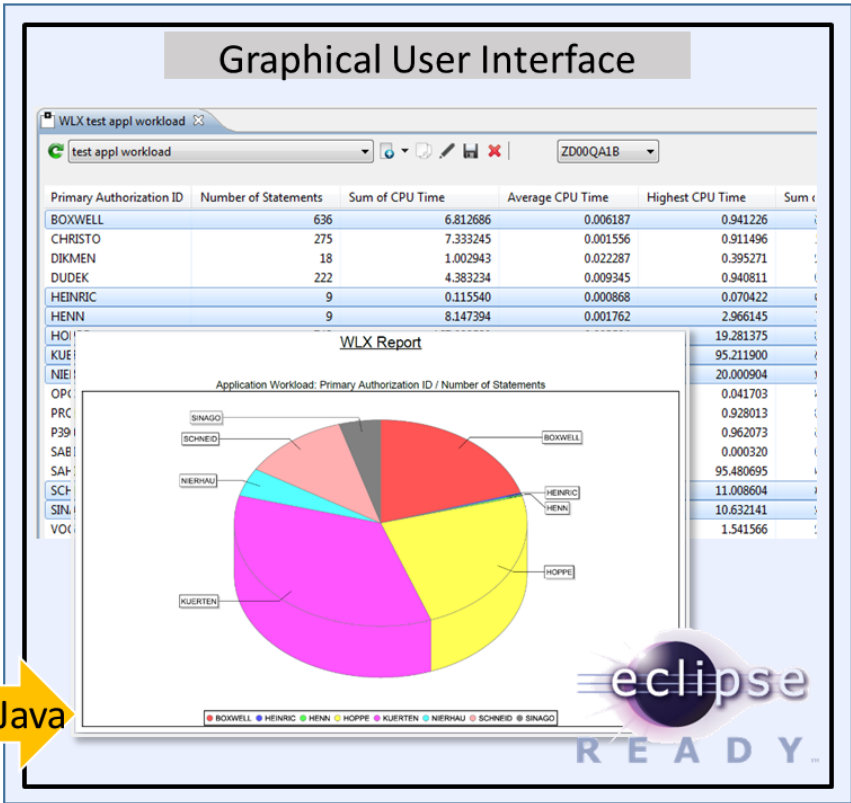 Graphical User Interface
WLX test appl workload
test appl workload
ZD00QA1B
Primary Authorization ID Number of Statements Sum of CPU Time Average CPU Time Highest CPU Time Sum
BOXWELL 636 6.812686 0.006187 0.941226
CHRISTO 275 7.333245 0.001556 0.911496
DIKMEN 18 1.002943 0.022287 0.395271
DUDEK 222 4.383234 0.009345 0.940811
HEINRIC 9 0.115540 0.000868 0.070422
HENN 9 8.147394 0.001762 2.966145
19.281375
95.211900
20.000904
0.041703
0.928013
0.962073
0.000320
95.480695
11.008604
10.632141
1.541566
WLX Report
Application Workload: Primary Authorization ID / Number of Statements
SINAGO
BOXWELL
SCHNEID
NIERHAU
HEINRIC
HENN
HOPPE
KUERTEN
BOXWELL HEINRIC HENN HOPPE KUERTEN NIERHAU SCHNEID SINAGO
Java
eclipse
READY